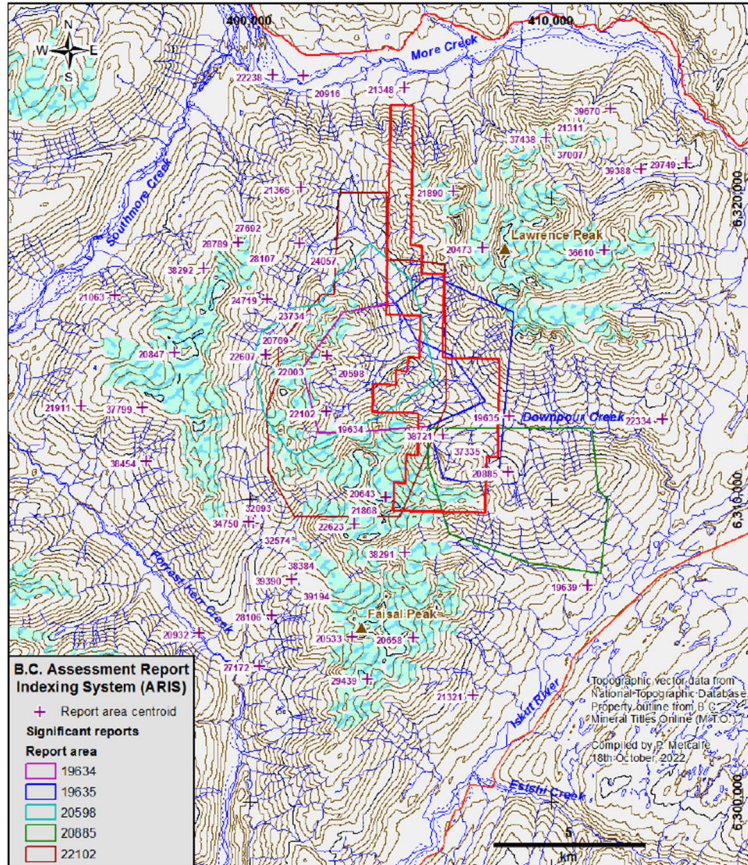 400,000
410,000
N
W E
S
More Creek
22238
20916
21348
39670
21311
37438
37007
39388
29749
Southmore Creek
21366
21890
6,320,000
27692
28789
28107
24057
20473
Lawrence Peak
36610
38292
21063
24719
23734
20709
20847
22607
22003
20598
21911
37799
22102
19634
19635
Downpour Creek
22334
38721
38454
37335
20885
20643
32093
21868
34750
22623
6,310,000
32574
38291
38384
39390
39194
19639
Forrest Kerr Creek
28106
Faisal Peak
20932
20533
20658
27172
29439
21321
Iskut River
B.C. Assessment Report
Indexing System (ARIS)
Report area centroid
Significant reports
Report area
19634
19635
20598
20885
22102
Topographic vector data from
National Topographic Database
Property outline from B.C.
Mineral Titles Online (M.T.O.)
Compiled by P. Metcalfe
18th October, 2022
Estshi Creek
6,300,000
5
km